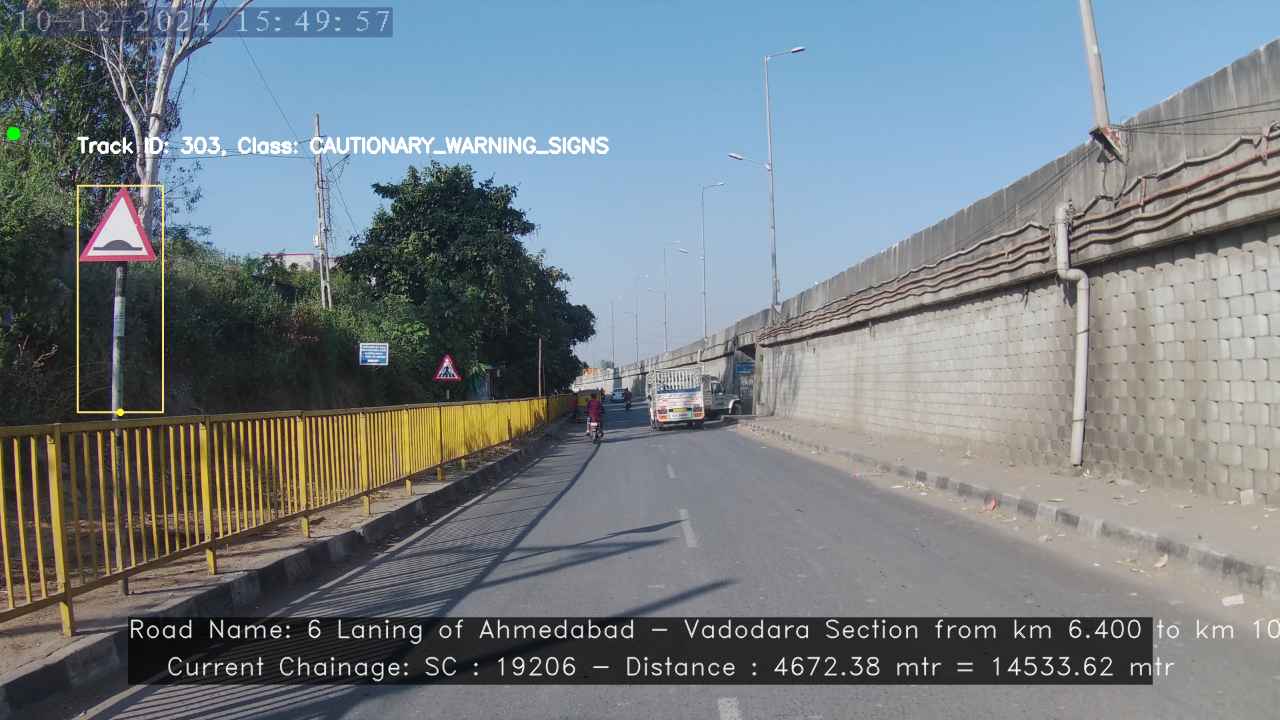 10-12-2024 15:49:57
Track ID: 303, Class: CAUTIONARY_WARNING_SIGNS
Road Name: 6 Laning of Ahmedabad - Vadodara Section from km 6.400 to km 10
Current Chainage: SC : 19206 - Distance : 4672.38 mtr = 14533.62 mtr